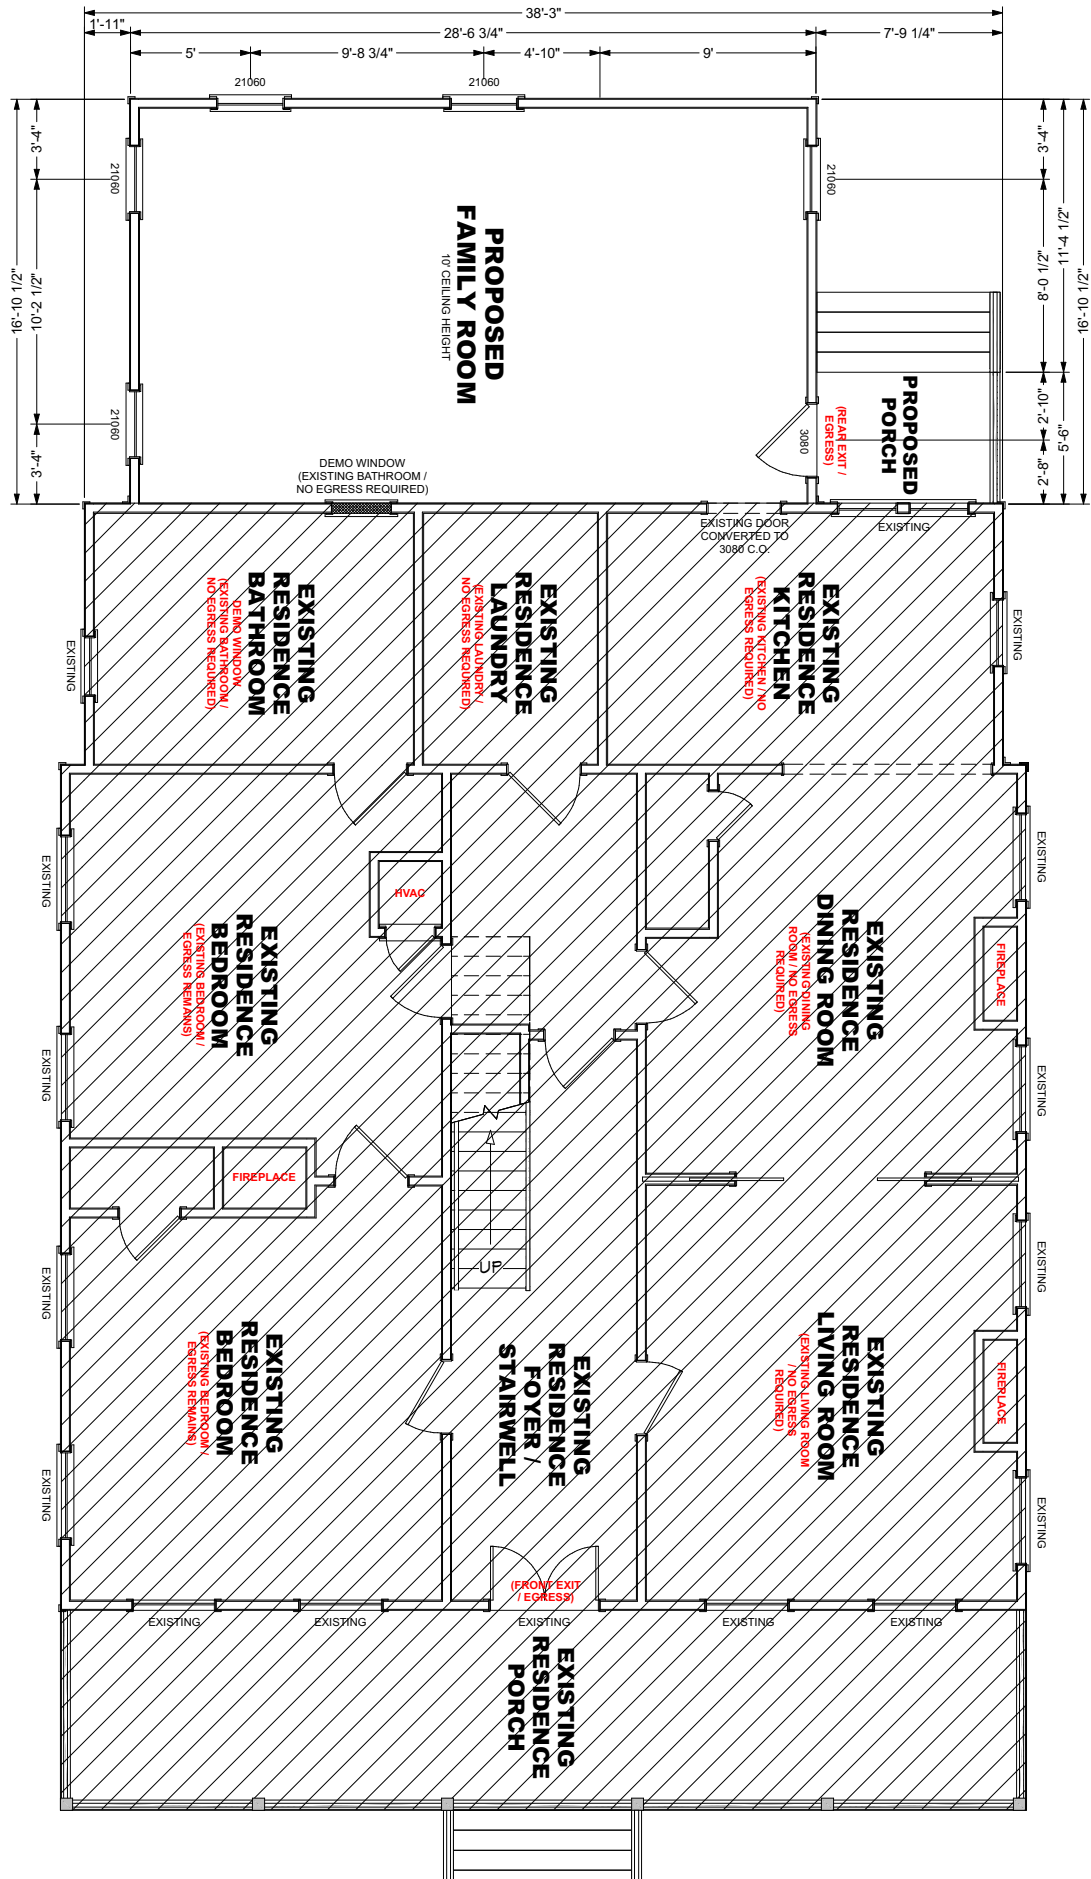 38'-3"
1'-11"
28'-6 3/4"
7'-9 1/4"
5'
9'-8 3/4"
4'-10"
9'
21060
21060
3'-4"
10'-2 1/2"
3'-4"
16'-10 1/2"
21060
21060
PROPOSED
FAMILY ROOM
10' CEILING HEIGHT
21060
3'-4"
8'-0 1/2"
2'-10"
2'-8"
11'-4 1/2"
5'-6"
16'-10 1/2"
PROPOSED
PORCH
(REAR EXIT /
EGRESS)
3080
DEMO WINDOW
(EXISTING BATHROOM /
NO EGRESS REQUIRED)
EXISTING DOOR
CONVERTED TO
3080 C.O.
EXISTING
EXISTING
RESIDENCE
BATHROOM
DEMO WINDOW
(EXISTING BATHROOM /
NO EGRESS REQUIRED)
EXISTING
RESIDENCE
LAUNDRY
(EXISTING LAUNDRY /
NO EGRESS REQUIRED)
EXISTING
RESIDENCE
KITCHEN
(EXISTING KITCHEN / NO
EGRESS REQUIRED)
EXISTING
EXISTING
EXISTING
EXISTING
HVAC
EXISTING
RESIDENCE
BEDROOM
(EXISTING BEDROOM /
EGRESS REMAINS)
EXISTING
RESIDENCE
DINING ROOM
(EXISTING DINING
ROOM / NO EGRESS
REQUIRED)
FIREPLACE
EXISTING
EXISTING
FIREPLACE
UP
EXISTING
EXISTING
EXISTING
RESIDENCE
BEDROOM
(EXISTING BEDROOM /
EGRESS REMAINS)
EXISTING
RESIDENCE
FOYER /
STAIRWELL
EXISTING
RESIDENCE
LIVING ROOM
(EXISTING LIVING ROOM
/ NO EGRESS
REQUIRED)
FIREPLACE
EXISTING
EXISTING
(FRONT EXIT
/ EGRESS)
EXISTING
EXISTING
EXISTING
EXISTING
EXISTING
EXISTING
RESIDENCE
PORCH